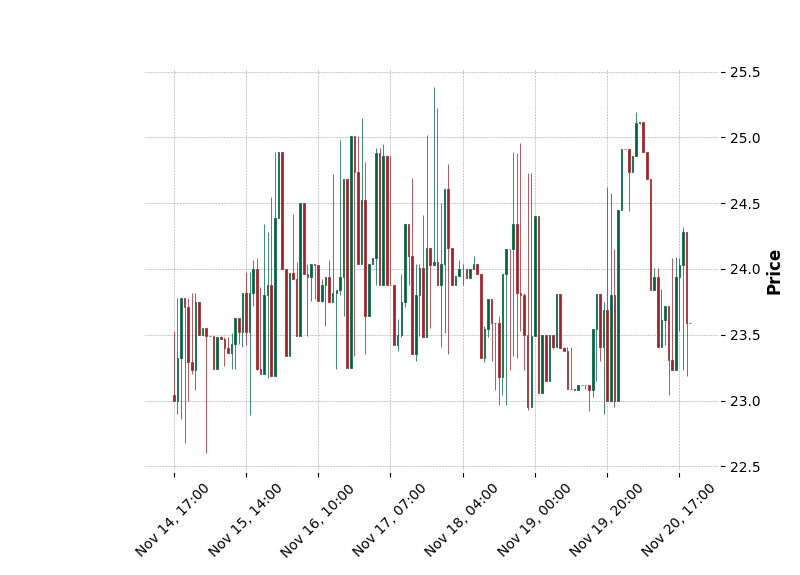 25.5
25.0
24.5
24.0
23.5
23.0
22.5
Price
Nov 14, 17:00
Nov 15, 14:00
Nov 16, 10:00
Nov 17, 07:00
Nov 18, 04:00
Nov 19, 00:00
Nov 19, 20:00
Nov 20, 17:00